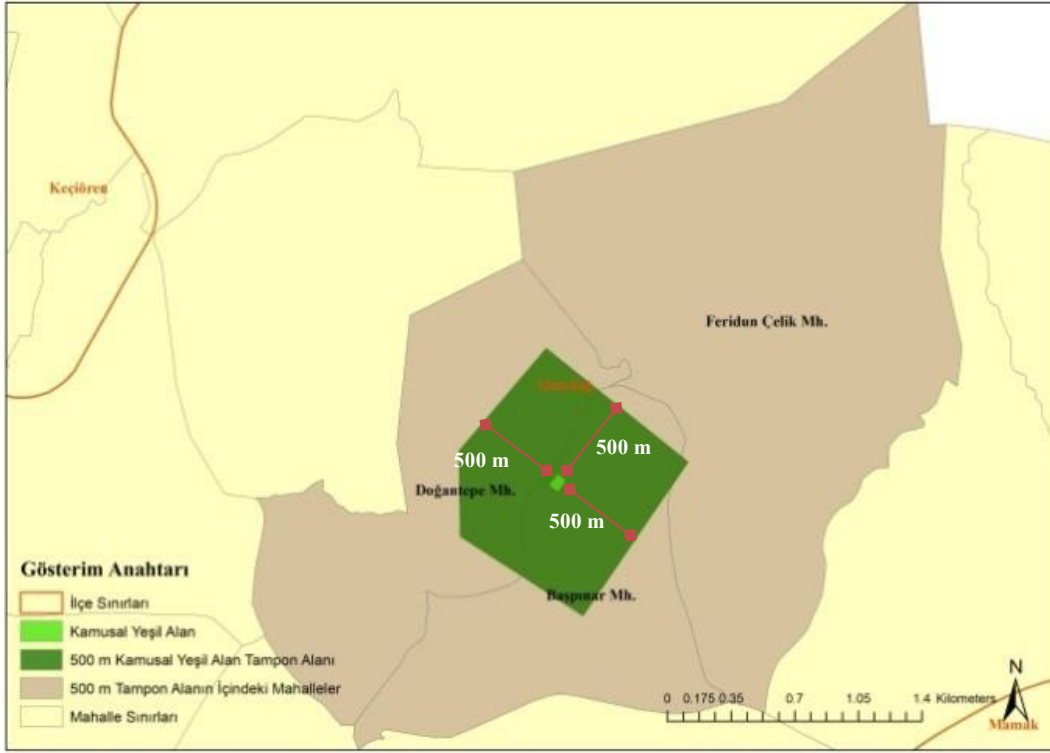 Keçiören
Feridun Çelik Mh.
Altındağ
500 m
500 m
Doğantepe Mh.
500 m
Başpınar Mh.
Gösterim Anahtarı
İlçe Sınırları
Kamusal Yeşil Alan
500 m Kamusal Yeşil Alan Tampon Alanı
500 m Tampon Alanın İçindeki Mahalleler
Mahalle Sınırları
N
0 0.175 0.35 0.7 1.05 1.4 Kilometers
Mamak